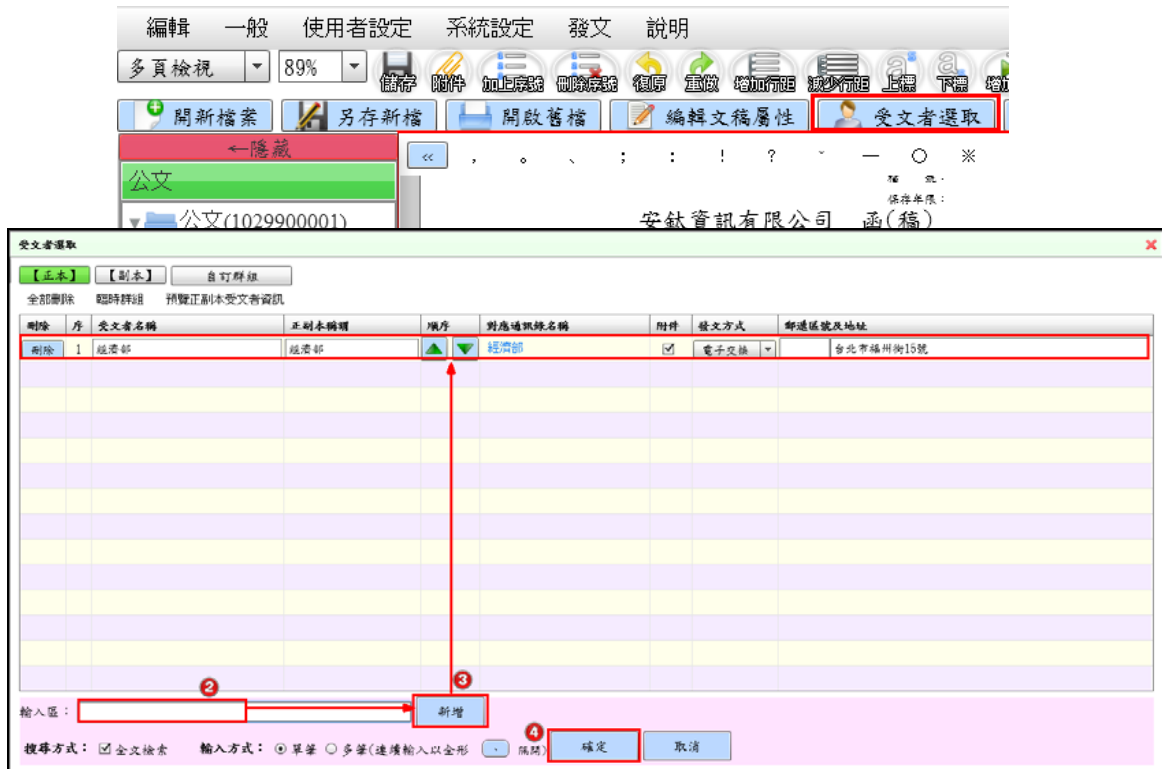 編輯 一般 使用者設定 系統設定 發文 說明
多頁檢視 89% 儲存 附件 加上序號 刪除序號 復原 重做 增加行距 減少行距 上標 下標 增加
開新檔案 另存新檔 開啟舊檔 編輯文稿屬性 受文者選取
←隱藏
« , 。 、 ; : ! ? ˇ — ○ ※
公文
檔 號:
保存年限:
公文(1029900001)
安鈦資訊有限公司 函(稿)
受文者選取
【正本】 【副本】 自訂群組
全部刪除 臨時群組 預覽正副本受文者資訊
刪除 序 受文者名稱 正副本稱謂 順序 對應通訊錄名稱 附件 發文方式 郵遞區號及地址
刪除 1 經濟部 經濟部 經濟部 電子交換 台北市福州街15號
2 3
輸入區: 新增
4
搜尋方式: 全文檢索 輸入方式: 單筆 多筆(連續輸入以全形 、 隔開) 確定 取消